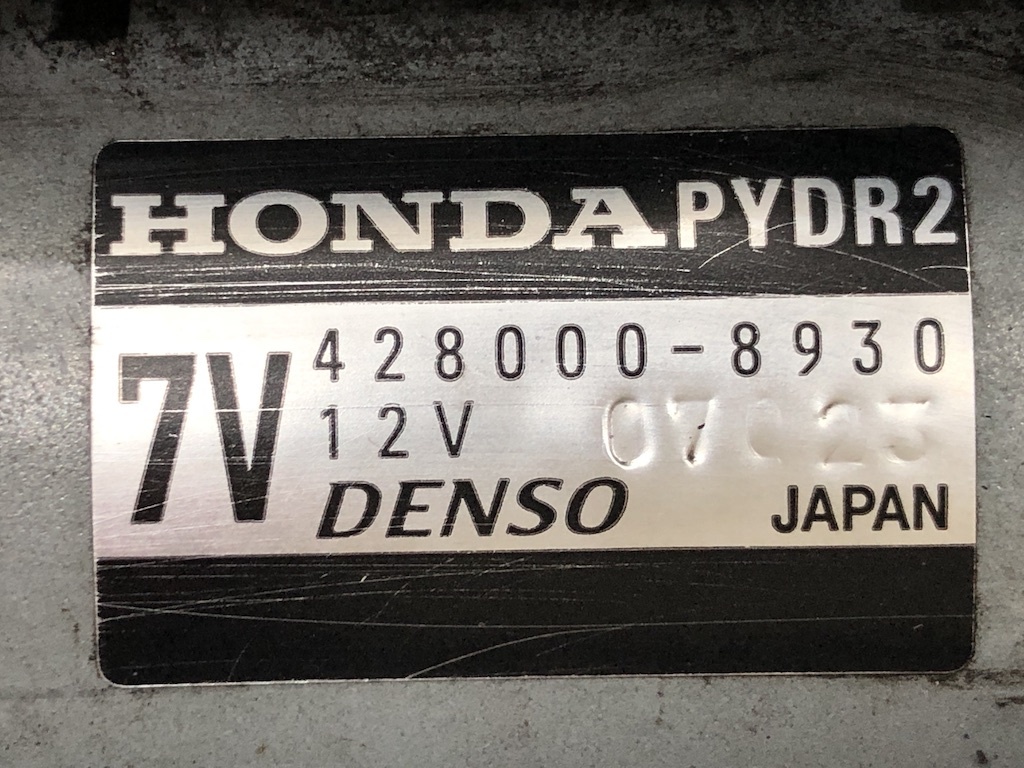 HONDA PYDR2
7V
428000-8930
12V
DENSO JAPAN